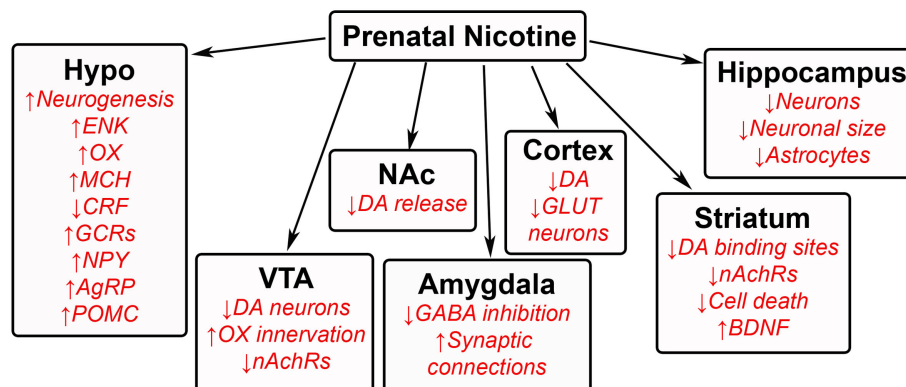 Prenatal Nicotine
Hypo
↑Neurogenesis
↑ENK
↑OX
↑MCH
↓CRF
↑GCRs
↑NPY
↑AgRP
↑POMC
VTA
↓DA neurons
↑OX innervation
↓nAchRs
NAc
↓DA release
Amygdala
↓GABA inhibition
↑Synaptic
connections
Cortex
↓DA
↓GLUT
neurons
Hippocampus
↓Neurons
↓Neuronal size
↓Astrocytes
Striatum
↓DA binding sites
↓nAchRs
↓Cell death
↑BDNF